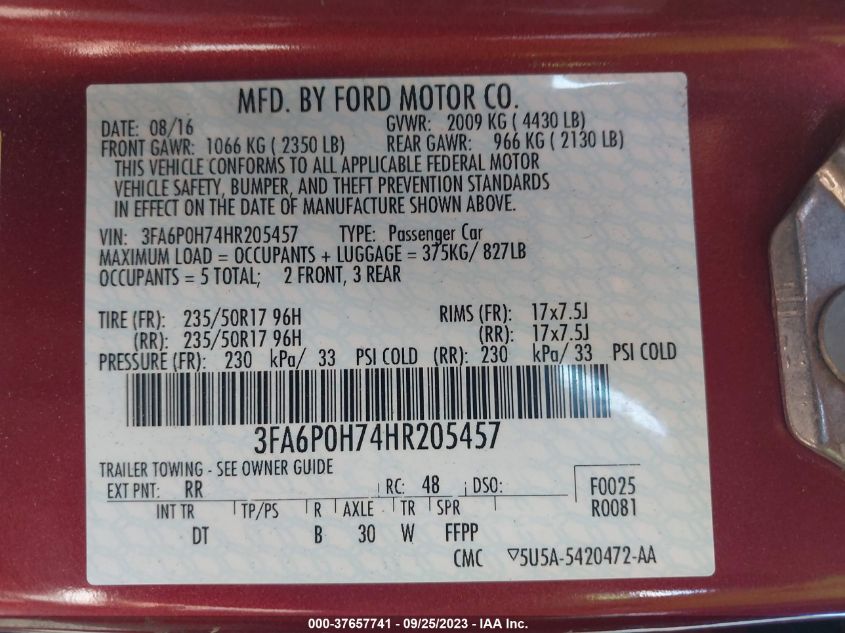 MFD. BY FORD MOTOR CO.
DATE: 08/16 GVWR: 2009 KG ( 4430 LB)
FRONT GAWR: 1066 KG ( 2350 LB) REAR GAWR: 966 KG ( 2130 LB)
THIS VEHICLE CONFORMS TO ALL APPLICABLE FEDERAL MOTOR
VEHICLE SAFETY, BUMPER, AND THEFT PREVENTION STANDARDS
IN EFFECT ON THE DATE OF MANUFACTURE SHOWN ABOVE.
VIN: 3FA6P0H74HR205457 TYPE: Passenger Car
MAXIMUM LOAD = OCCUPANTS + LUGGAGE = 375KG/ 827LB
OCCUPANTS = 5 TOTAL; 2 FRONT, 3 REAR
TIRE (FR): 235/50R17 96H RIMS (FR): 17x7.5J
(RR): 235/50R17 96H (RR): 17x7.5J
PRESSURE (FR): 230 kPa/ 33 PSI COLD (RR): 230 kPa/ 33 PSI COLD
3FA6P0H74HR205457
TRAILER TOWING - SEE OWNER GUIDE
EXT PNT: RR RC: 48 DSO: F0025
R0081
INT TR TP/PS R AXLE TR SPR
DT B 30 W FFPP
CMC ▽5U5A-5420472-AA
000-37657741 - 09/25/2023 - IAA Inc.